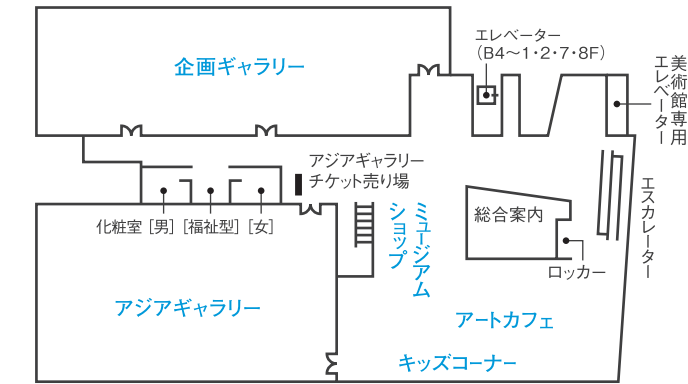 企画ギャラリー
エレベーター
（B4～1・2・7・8F）
美術館専用
エレベーター
アジアギャラリー
チケット売り場
化粧室［男］［福祉型］［女］
ミュージアム
ショップ
総合案内
ロッカー
エスカレーター
アジアギャラリー
アートカフェ
キッズコーナー